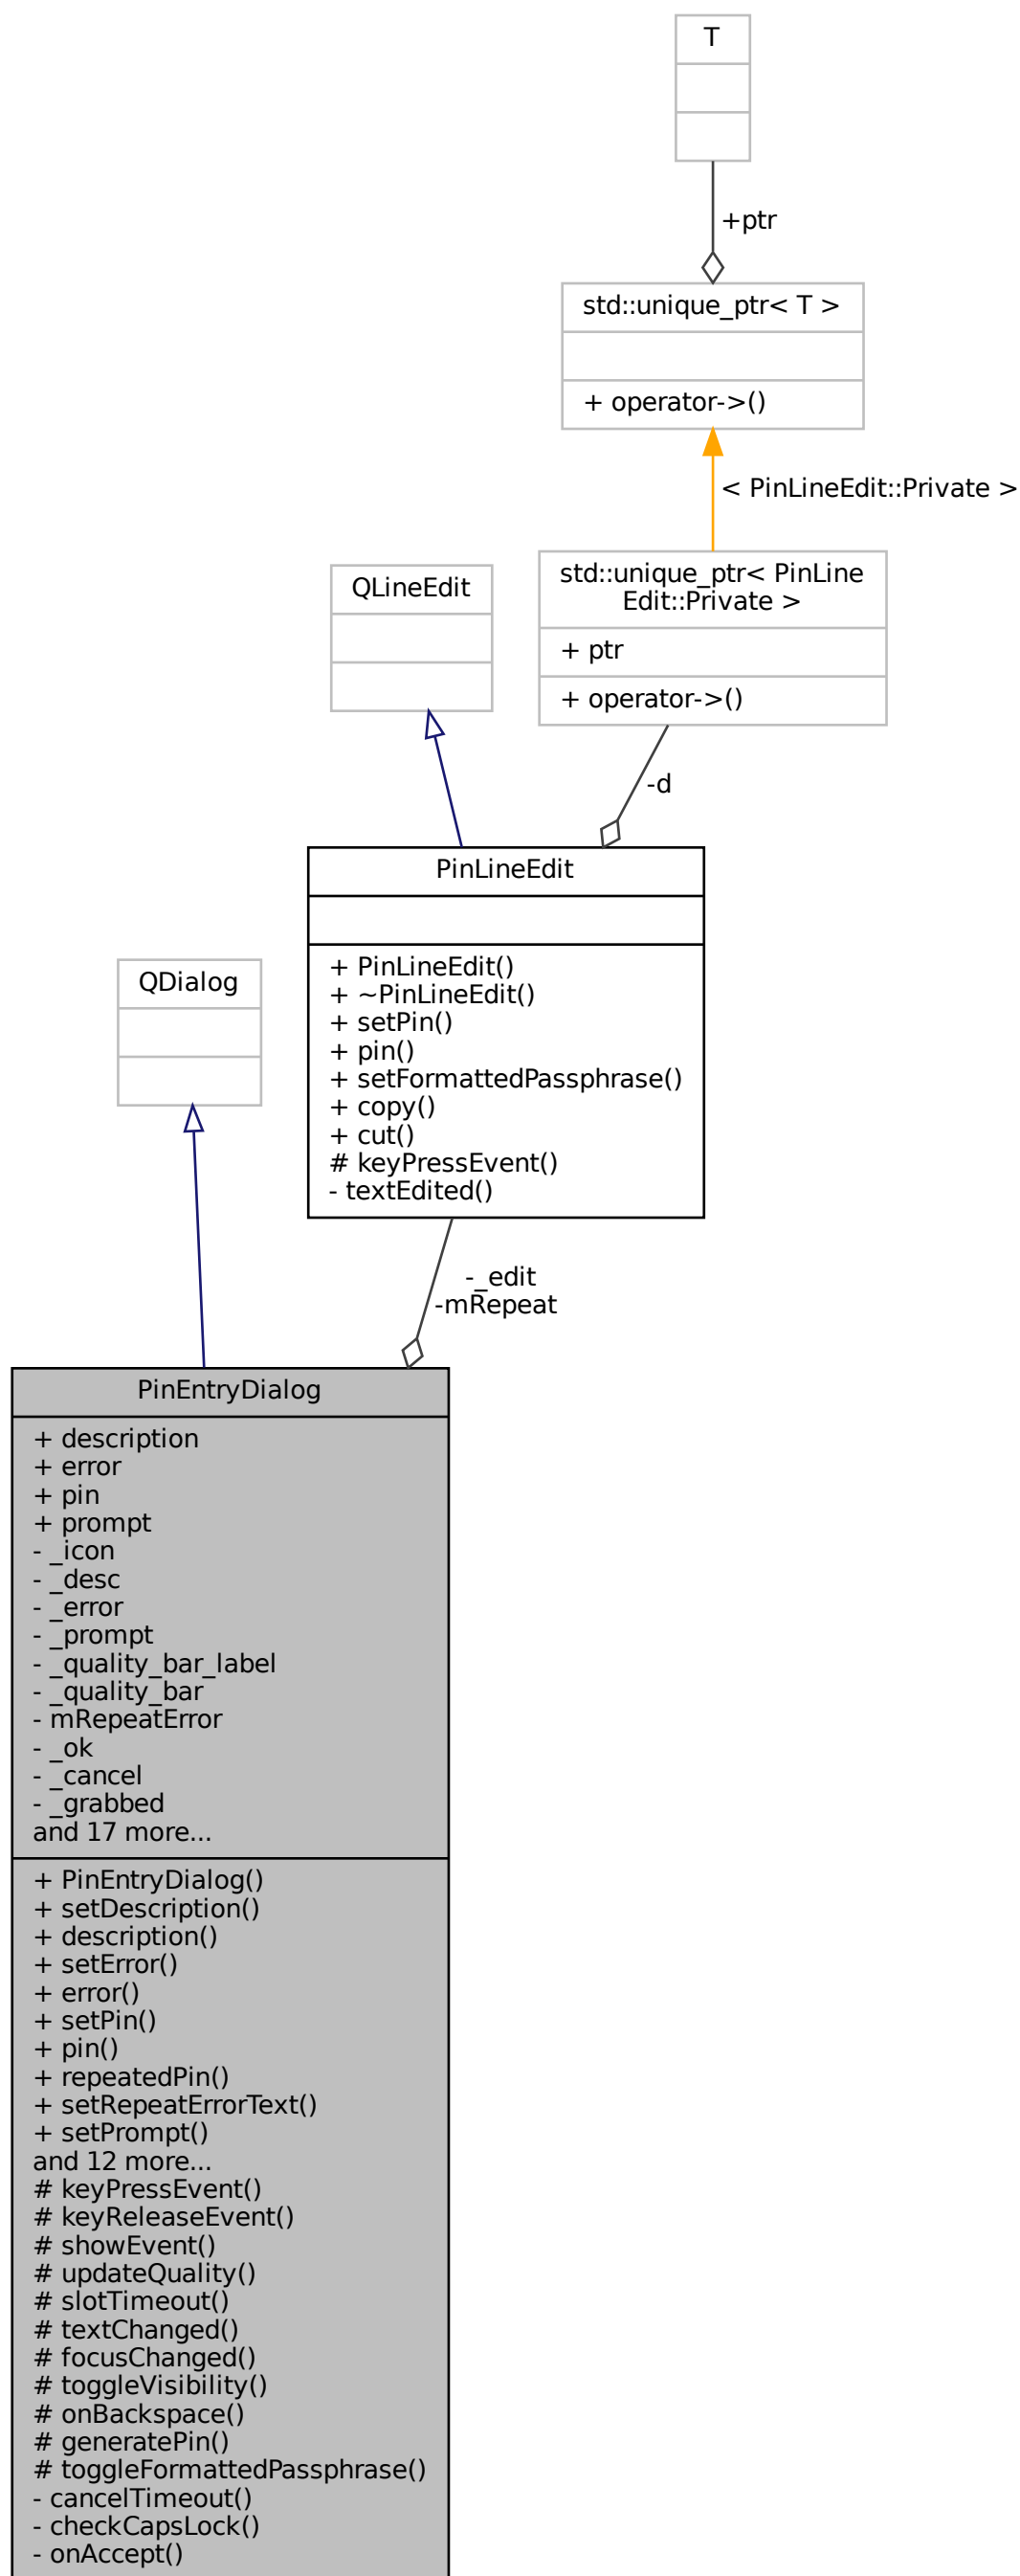 T
+ptr
std::unique_ptr< T >
+ operator->()
< PinLineEdit::Private >
std::unique_ptr< PinLine
Edit::Private >
+ ptr
+ operator->()
QLineEdit
-d
PinLineEdit
+ PinLineEdit()
+ ~PinLineEdit()
+ setPin()
+ pin()
+ setFormattedPassphrase()
+ copy()
+ cut()
# keyPressEvent()
- textEdited()
QDialog
-_edit
-mRepeat
PinEntryDialog
+ description
+ error
+ pin
+ prompt
- _icon
- _desc
- _error
- _prompt
- _quality_bar_label
- _quality_bar
- mRepeatError
- _ok
- _cancel
- _grabbed
and 17 more...
+ PinEntryDialog()
+ setDescription()
+ description()
+ setError()
+ error()
+ setPin()
+ pin()
+ repeatedPin()
+ setRepeatErrorText()
+ setPrompt()
and 12 more...
# keyPressEvent()
# keyReleaseEvent()
# showEvent()
# updateQuality()
# slotTimeout()
# textChanged()
# focusChanged()
# toggleVisibility()
# onBackspace()
# generatePin()
# toggleFormattedPassphrase()
- cancelTimeout()
- checkCapsLock()
- onAccept()